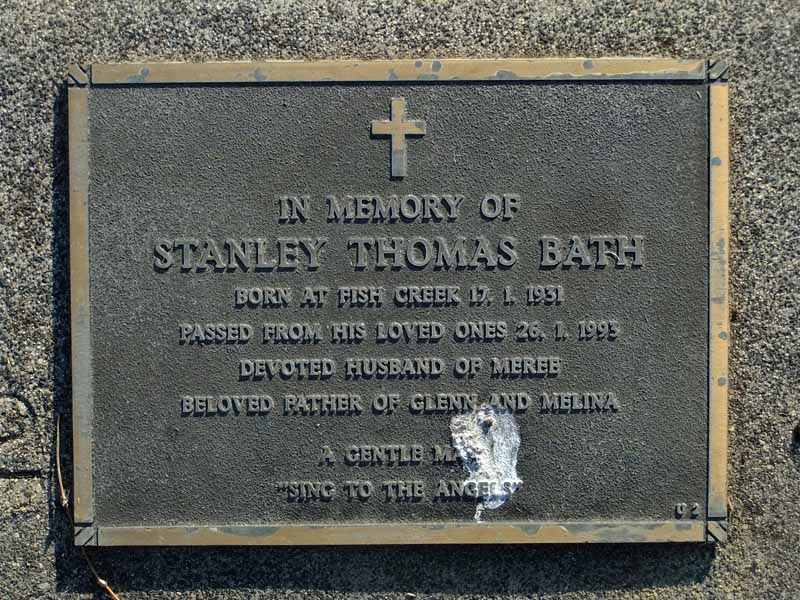 IN MEMORY OF
STANLEY THOMAS BATH
BORN AT FISH CREEK 17. 1. 1931
PASSED FROM HIS LOVED ONES 26. 1. 1993
DEVOTED HUSBAND OF MEREE
BELOVED FATHER OF GLENN AND MELINA
A GENTLE
"SING TO THE ANGELS"